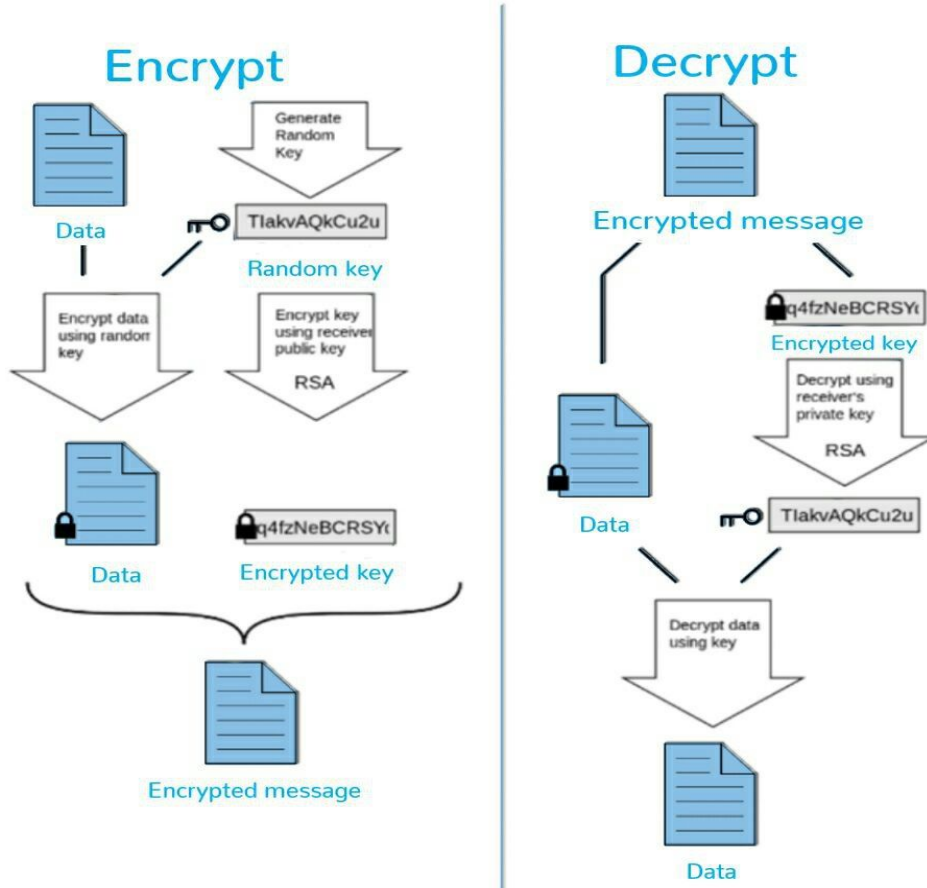 Encrypt
Generate
Random
Key
Data
TIakvAQkCu2u
Random key
Encrypt data
using random
key
Encrypt key
using receiver
public key
RSA
q4fzNeBCRSY
Data
Encrypted key
Encrypted message
Decrypt
Encrypted message
q4fzNeBCRSY
Encrypted key
Decrypt using
receiver's
private key
RSA
Data
TIakvAQkCu2u
Decrypt data
using key
Data